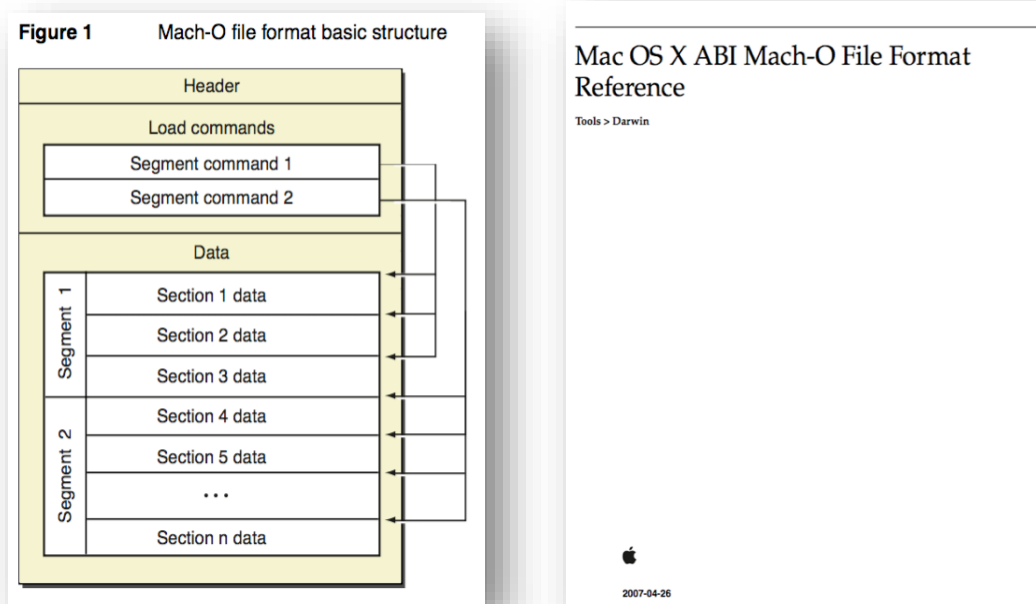 Figure 1 Mach-O file format basic structure
Header
Load commands
Segment command 1
Segment command 2
Data
Segment 1
Section 1 data
Section 2 data
Section 3 data
Segment 2
Section 4 data
Section 5 data
...
Section n data
Mac OS X ABI Mach-O File Format
Reference
Tools > Darwin
2007-04-26